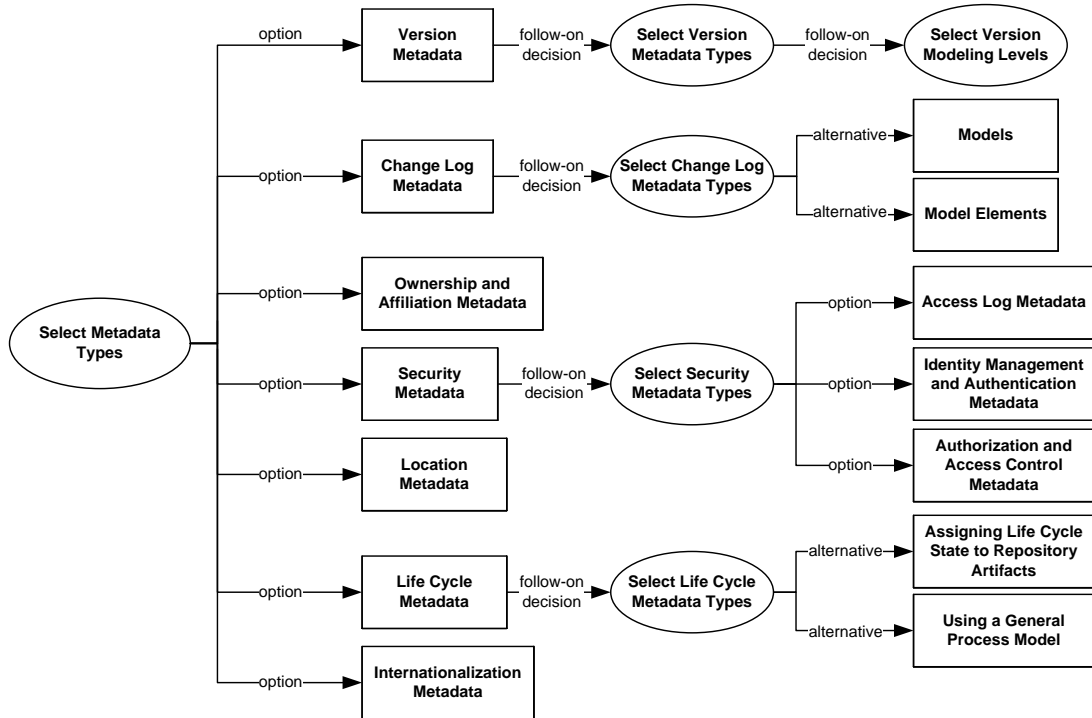 option
Version
Metadata
follow-on
decision
Select Version
Metadata Types
follow-on
decision
Select Version
Modeling Levels
option
Change Log
Metadata
follow-on
decision
Select Change Log
Metadata Types
alternative
Models
alternative
Model Elements
option
Ownership and
Affiliation Metadata
Select Metadata
Types
option
Security
Metadata
follow-on
decision
Select Security
Metadata Types
option
Access Log Metadata
option
Identity Management
and Authentication
Metadata
option
Authorization and
Access Control
Metadata
option
Location
Metadata
option
Life Cycle
Metadata
follow-on
decision
Select Life Cycle
Metadata Types
alternative
Assigning Life Cycle
State to Repository
Artifacts
alternative
Using a General
Process Model
option
Internationalization
Metadata